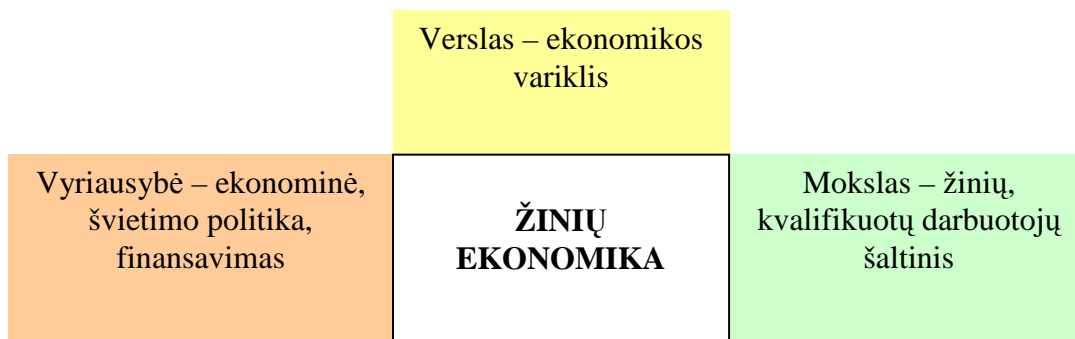 Verslas – ekonomikos
variklis
Vyriausybė – ekonominė,
švietimo politika,
finansavimas
ŽINIŲ
EKONOMIKA
Mokslas – žinių,
kvalifikuotų darbuotojų
šaltinis